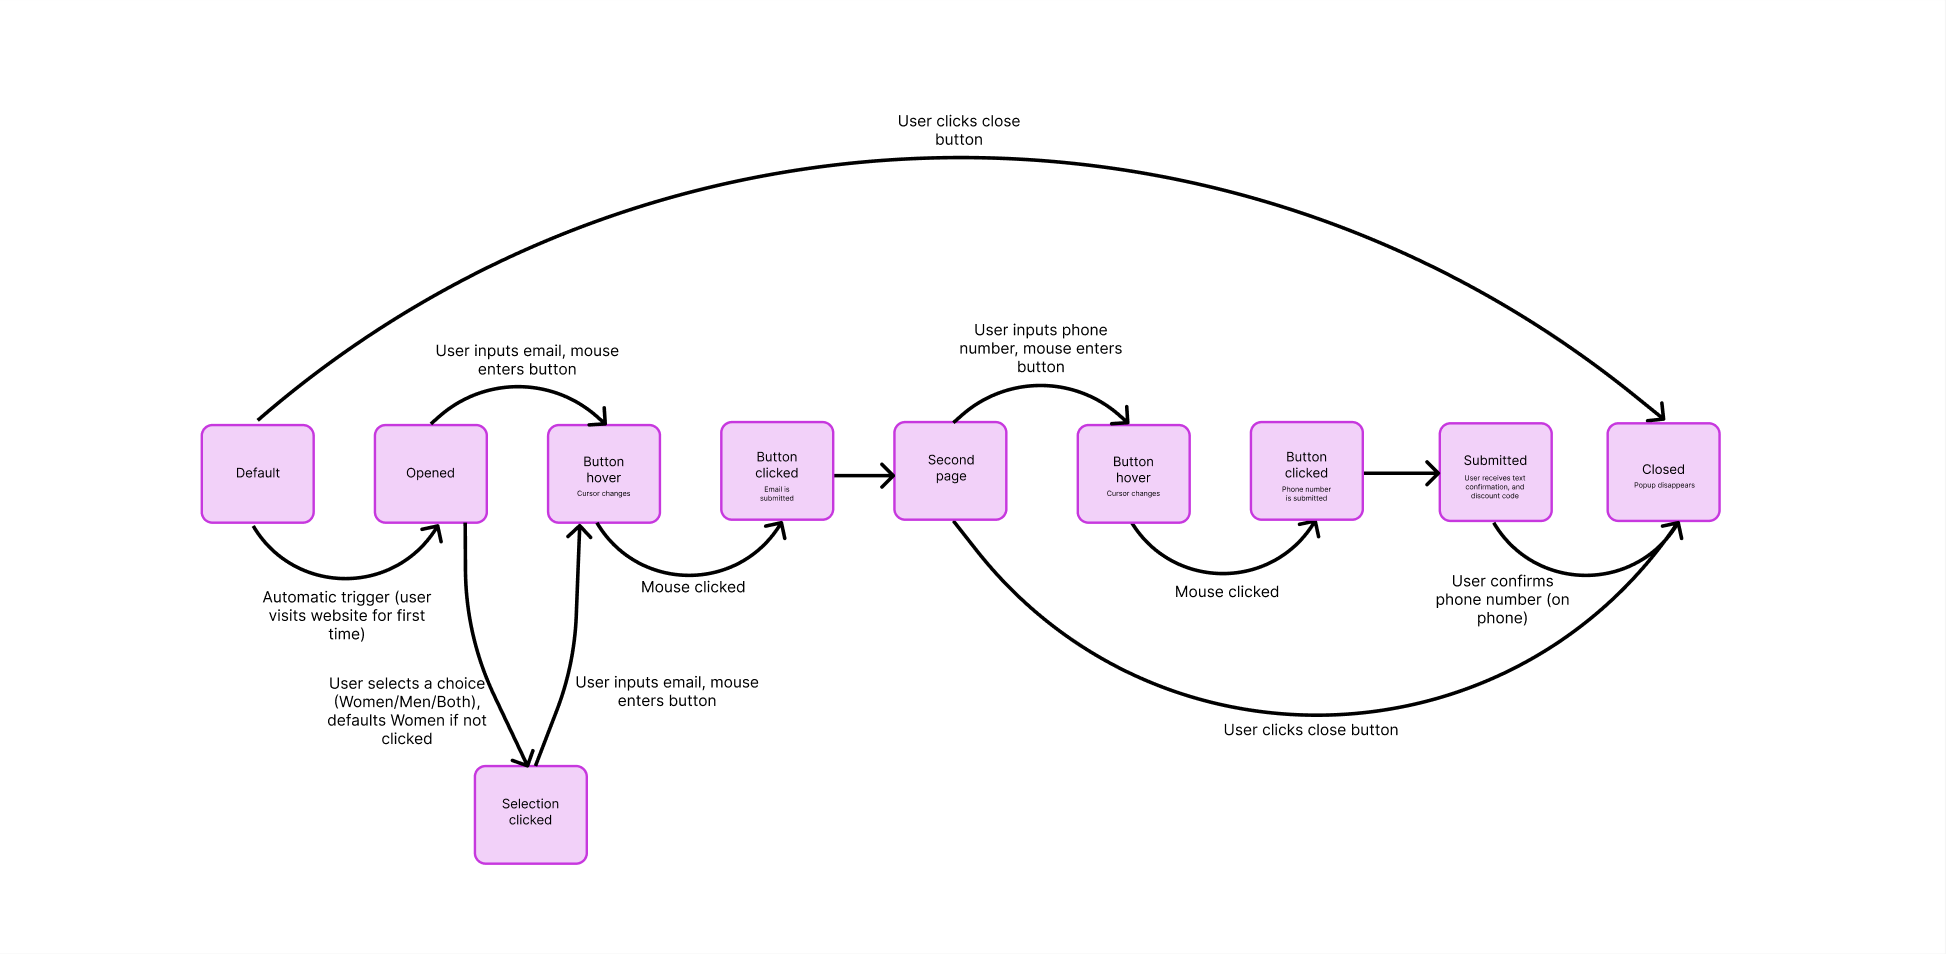 User clicks close
button
User inputs phone
number, mouse enters
button
User inputs email, mouse
enters button
Default
Opened
Button
hover
Cursor changes
Button
clicked
Email is
submitted
Second
page
Button
hover
Cursor changes
Button
clicked
Phone number
is submitted
Submitted
User receives text
confirmation, and
discount code
Closed
Popup disappears
Automatic trigger (user
visits website for first
time)
Mouse clicked
Mouse clicked
User confirms
phone number (on
phone)
User selects a choice
(Women/Men/Both),
defaults Women if not
clicked
User inputs email, mouse
enters button
User clicks close button
Selection
clicked